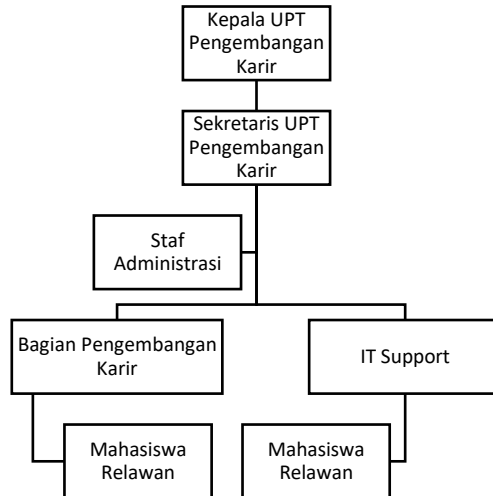 Kepala UPT
Pengembangan
Karir
Sekretaris UPT
Pengembangan
Karir
Staf
Administrasi
Bagian Pengembangan
Karir
IT Support
Mahasiswa
Relawan
Mahasiswa
Relawan